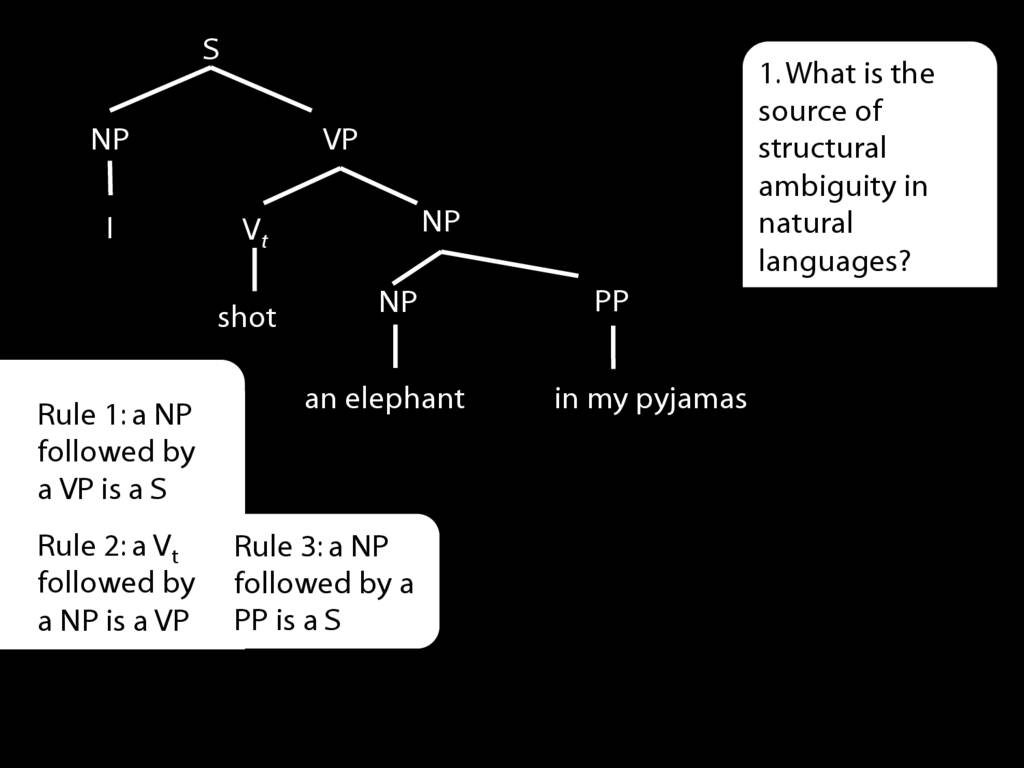 S
NP VP
I
V_t NP
shot
NP PP
an elephant in my pyjamas
1. What is the
source of
structural
ambiguity in
natural
languages?
Rule 1: a NP
followed by
a VP is a S
Rule 2: a V_t
followed by
a NP is a VP
Rule 3: a NP
followed by a
PP is a S